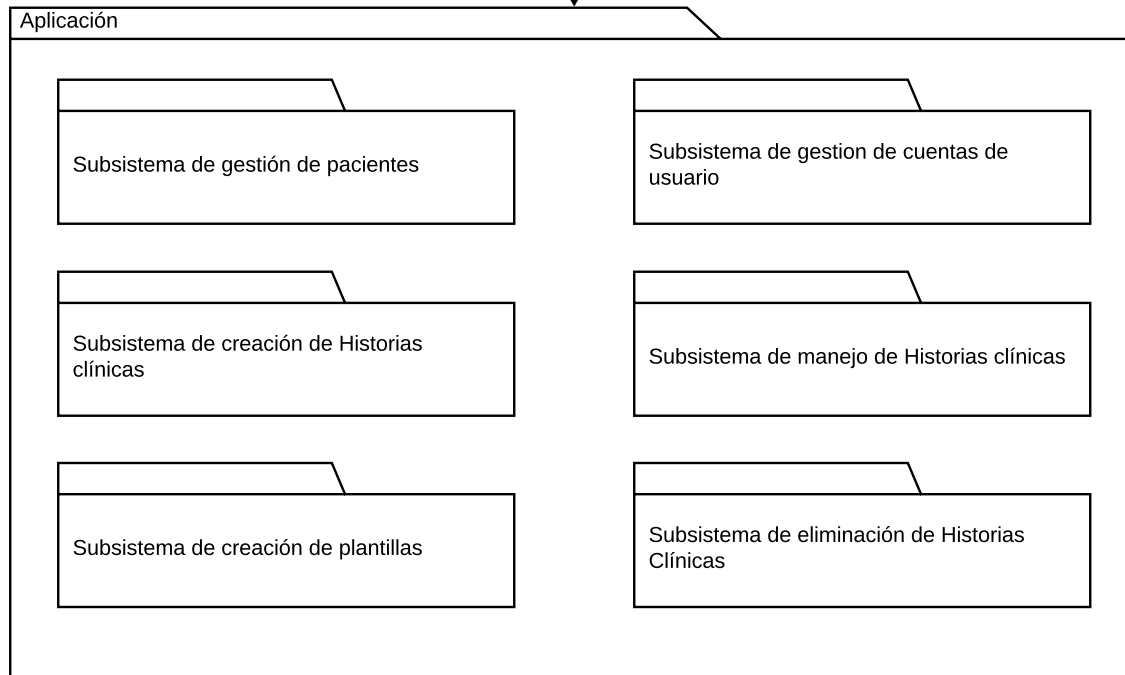 Aplicación
Subsistema de gestión de pacientes
Subsistema de gestion de cuentas de
usuario
Subsistema de creación de Historias
clínicas
Subsistema de manejo de Historias clínicas
Subsistema de creación de plantillas
Subsistema de eliminación de Historias
Clínicas